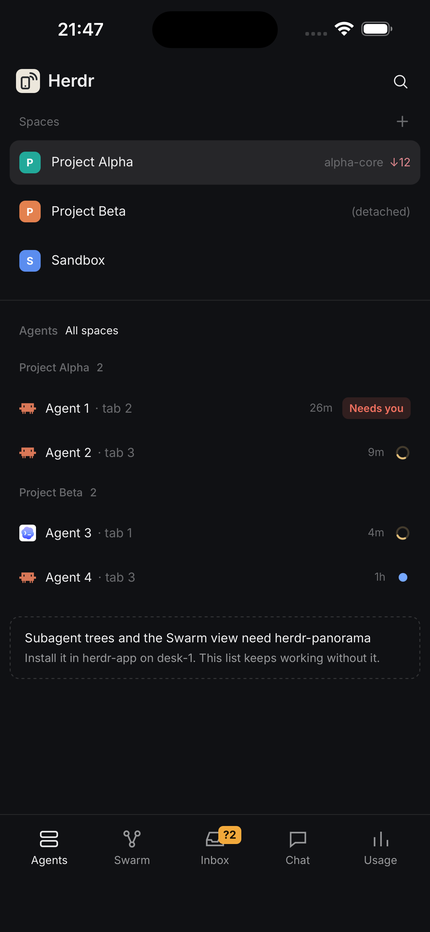 21:47
Herdr
Spaces
P Project Alpha alpha-core ↓12
P Project Beta (detached)
S Sandbox
Agents All spaces
Project Alpha 2
Agent 1 · tab 2 26m Needs you
Agent 2 · tab 3 9m
Project Beta 2
Agent 3 · tab 1 4m
Agent 4 · tab 3 1h
Subagent trees and the Swarm view need herdr-panorama
Install it in herdr-app on desk-1. This list keeps working without it.
?2
Agents Swarm Inbox Chat Usage